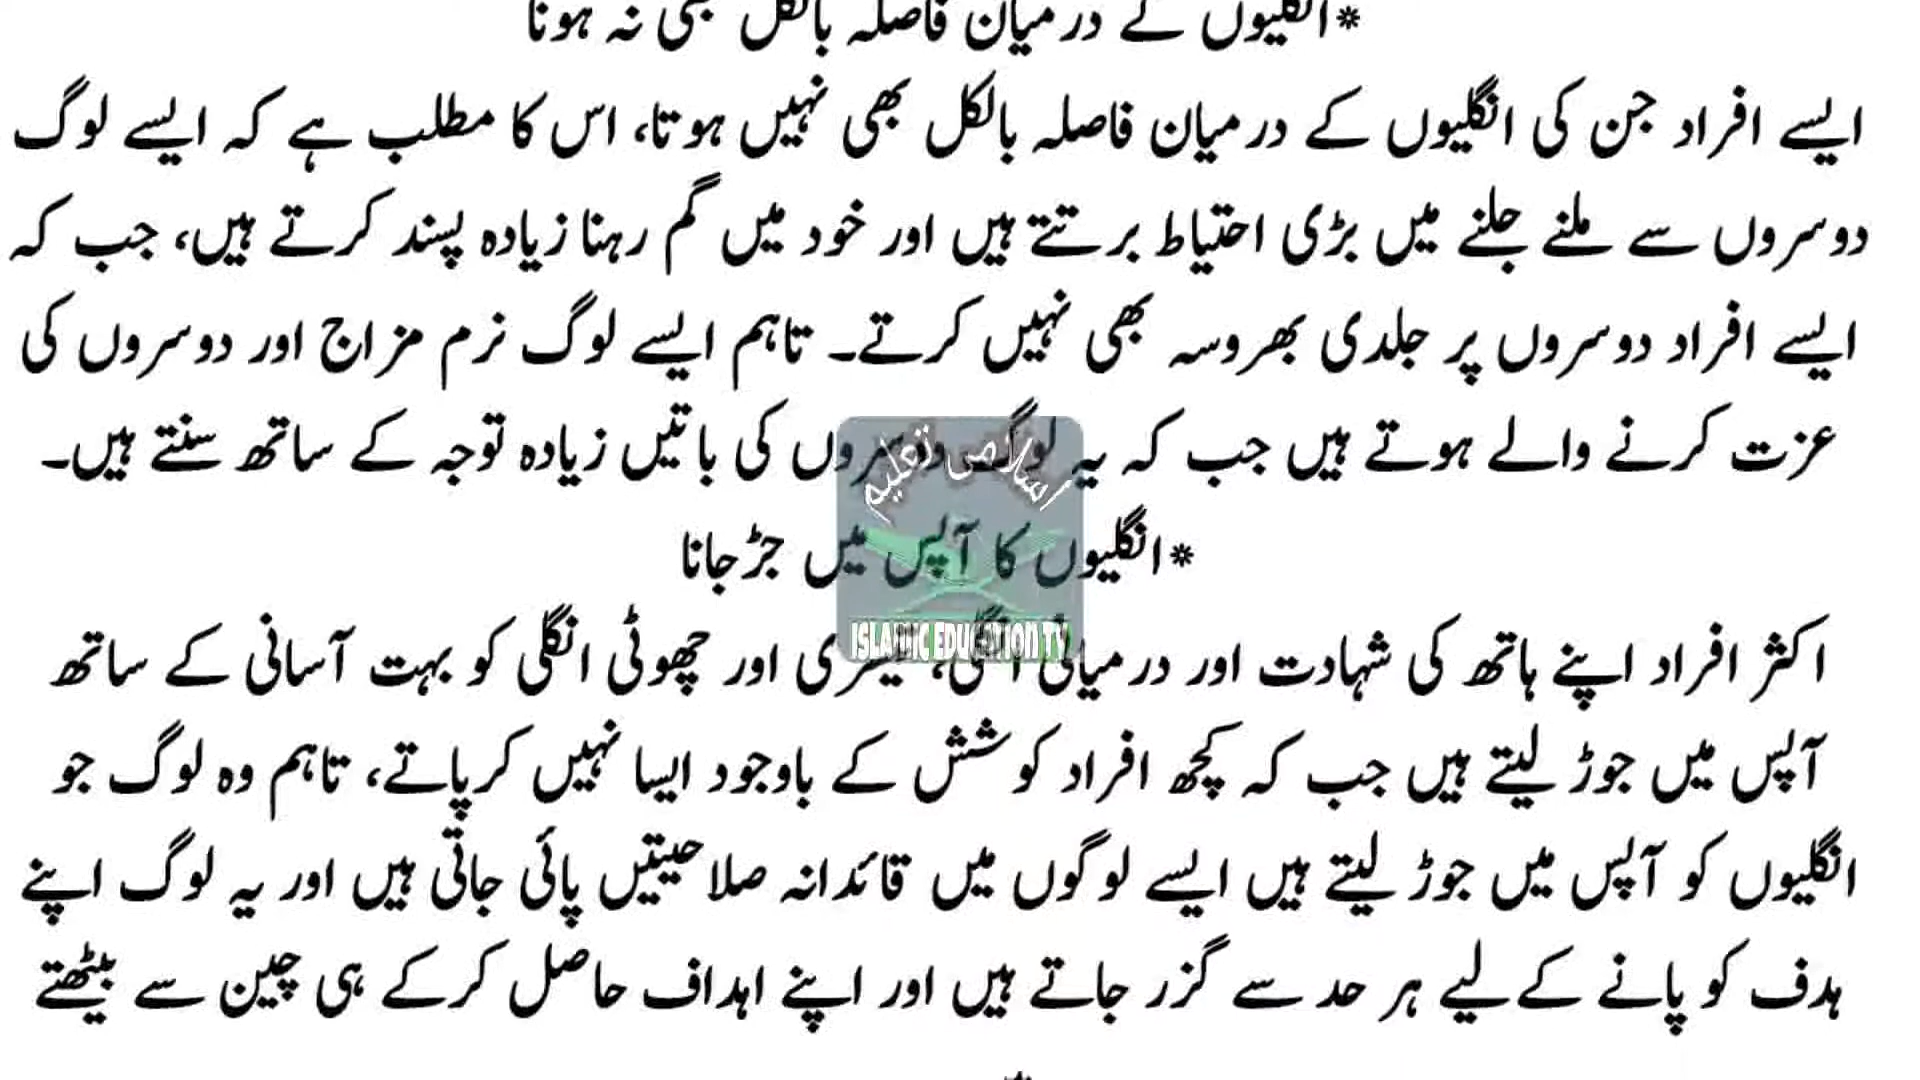 *انگلیوں کے درمیان فاصلہ بالکل بھی نہ ہونا
ایسے افراد جن کی انگلیوں کے درمیان فاصلہ بالکل بھی نہیں ہوتا، اس کا مطلب ہے کہ ایسے لوگ
دوسروں سے ملنے جلنے میں بڑی احتیاط برتتے ہیں اور خود میں گم رہنا زیادہ پسند کرتے ہیں، جب کہ
ایسے افراد دوسروں پر جلدی بھروسہ بھی نہیں کرتے۔ تاہم ایسے لوگ نرم مزاج اور دوسروں کی
عزت کرنے والے ہوتے ہیں جب کہ یہ لوگ دوسروں کی باتیں زیادہ توجہ کے ساتھ سنتے ہیں۔
اسلامی تعلیم
*انگلیوں کا آپس میں جڑجانا
ISLAMIC EDUCATION TV
اکثر افراد اپنے ہاتھ کی شہادت اور درمیانی انگلی، تیسری اور چھوٹی انگلی کو بہت آسانی کے ساتھ
آپس میں جوڑ لیتے ہیں جب کہ کچھ افراد کوشش کے باوجود ایسا نہیں کرپاتے، تاہم وہ لوگ جو
انگلیوں کو آپس میں جوڑ لیتے ہیں ایسے لوگوں میں قائدانہ صلاحیتیں پائی جاتی ہیں اور یہ لوگ اپنے
ہدف کو پانے کےلیے ہر حد سے گزر جاتے ہیں اور اپنے اہداف حاصل کرکے ہی چین سے بیٹھتے